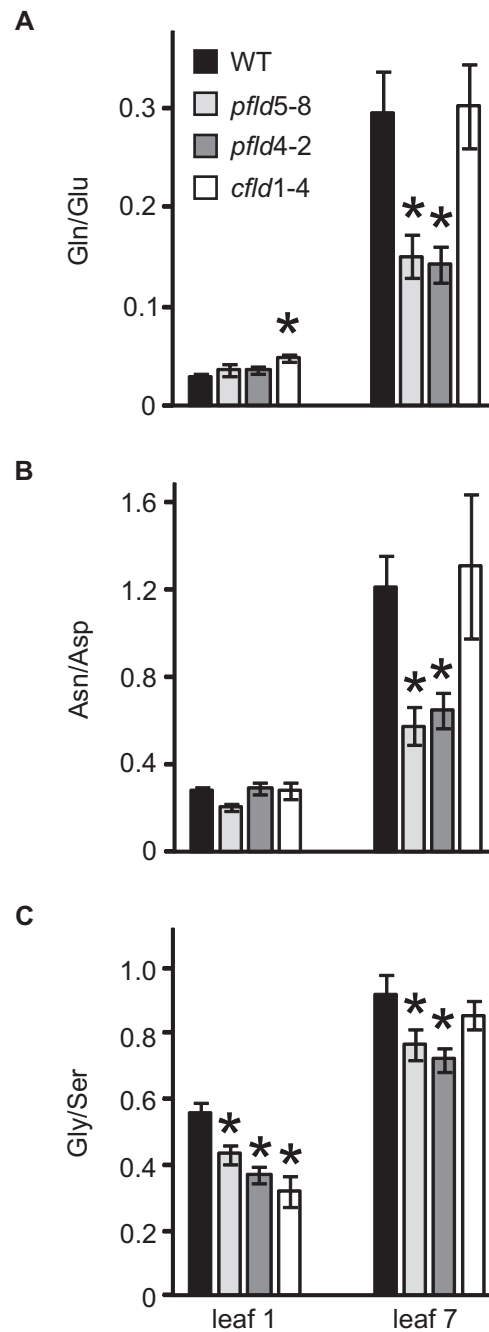 A
WT
pfld5-8
pfld4-2
cfld1-4
Gln/Glu
0.3
0.2
0.1
0
*
*
*
B
Asn/Asp
1.6
1.2
0.8
0.4
0
*
*
C
Gly/Ser
1.0
0.8
0.6
0.4
0.2
0
*
*
*
*
*
leaf 1
leaf 7